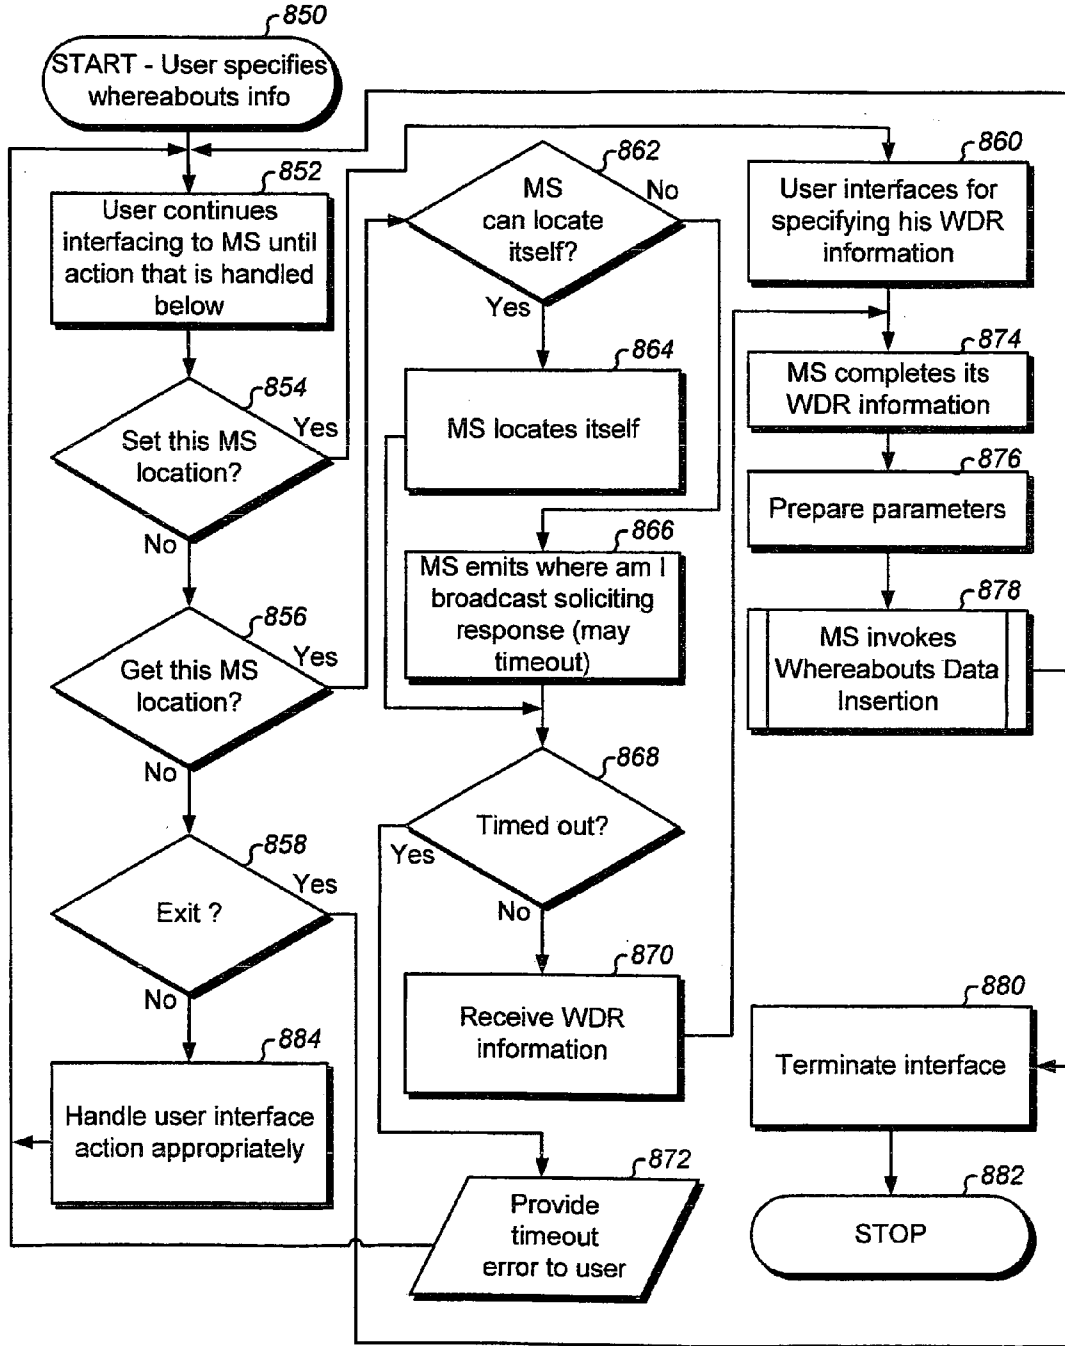 850
START - User specifies
whereabouts info
852
User continues
interfacing to MS until
action that is handled
below
854
Set this MS
location?
Yes
No
856
Get this MS
location?
Yes
No
858
Exit ?
Yes
No
884
Handle user interface
action appropriately
862
MS
can locate
itself?
No
Yes
864
MS locates itself
866
MS emits where am I
broadcast soliciting
response (may
timeout)
868
Timed out?
Yes
No
870
Receive WDR
information
872
Provide
timeout
error to user
860
User interfaces for
specifying his WDR
information
874
MS completes its
WDR information
876
Prepare parameters
878
MS invokes
Whereabouts Data
Insertion
880
Terminate interface
882
STOP